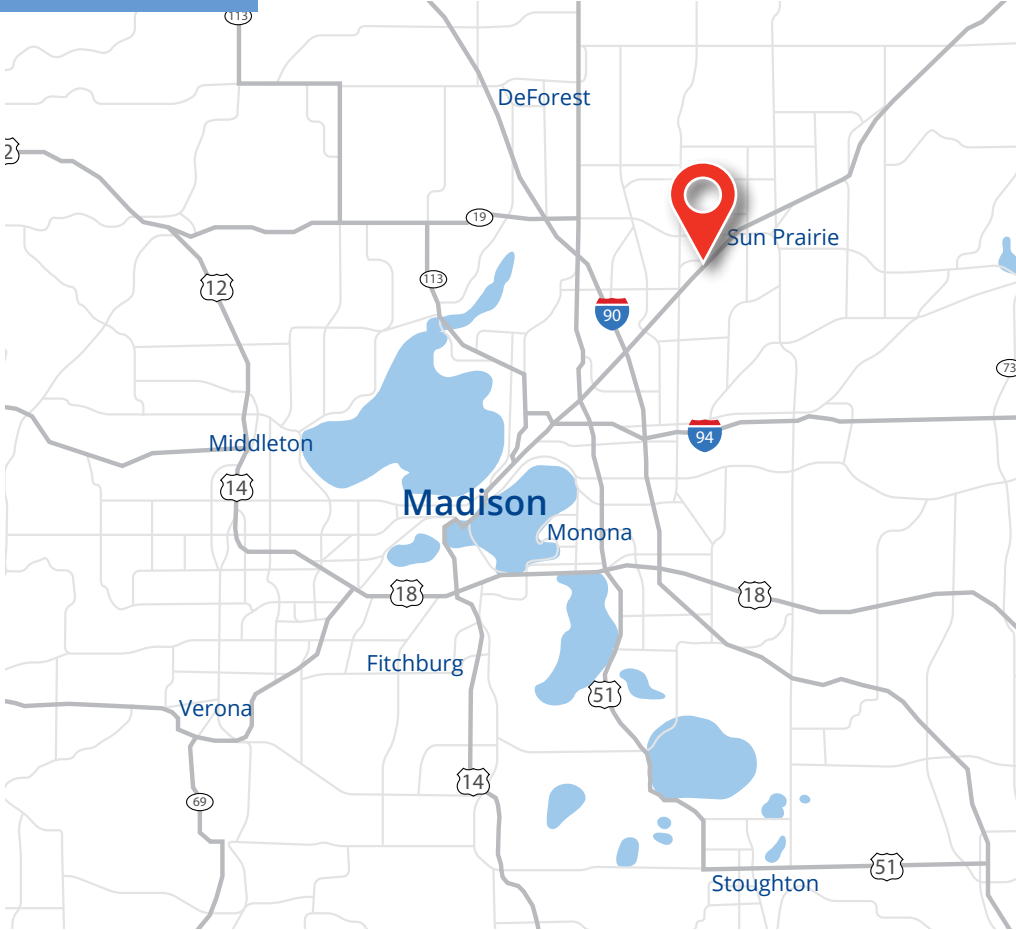 113
DeForest
2
19
Sun Prairie
113
12
90
73
Middleton
94
14
Madison
Monona
18
18
Fitchburg
51
Verona
14
69
51
Stoughton